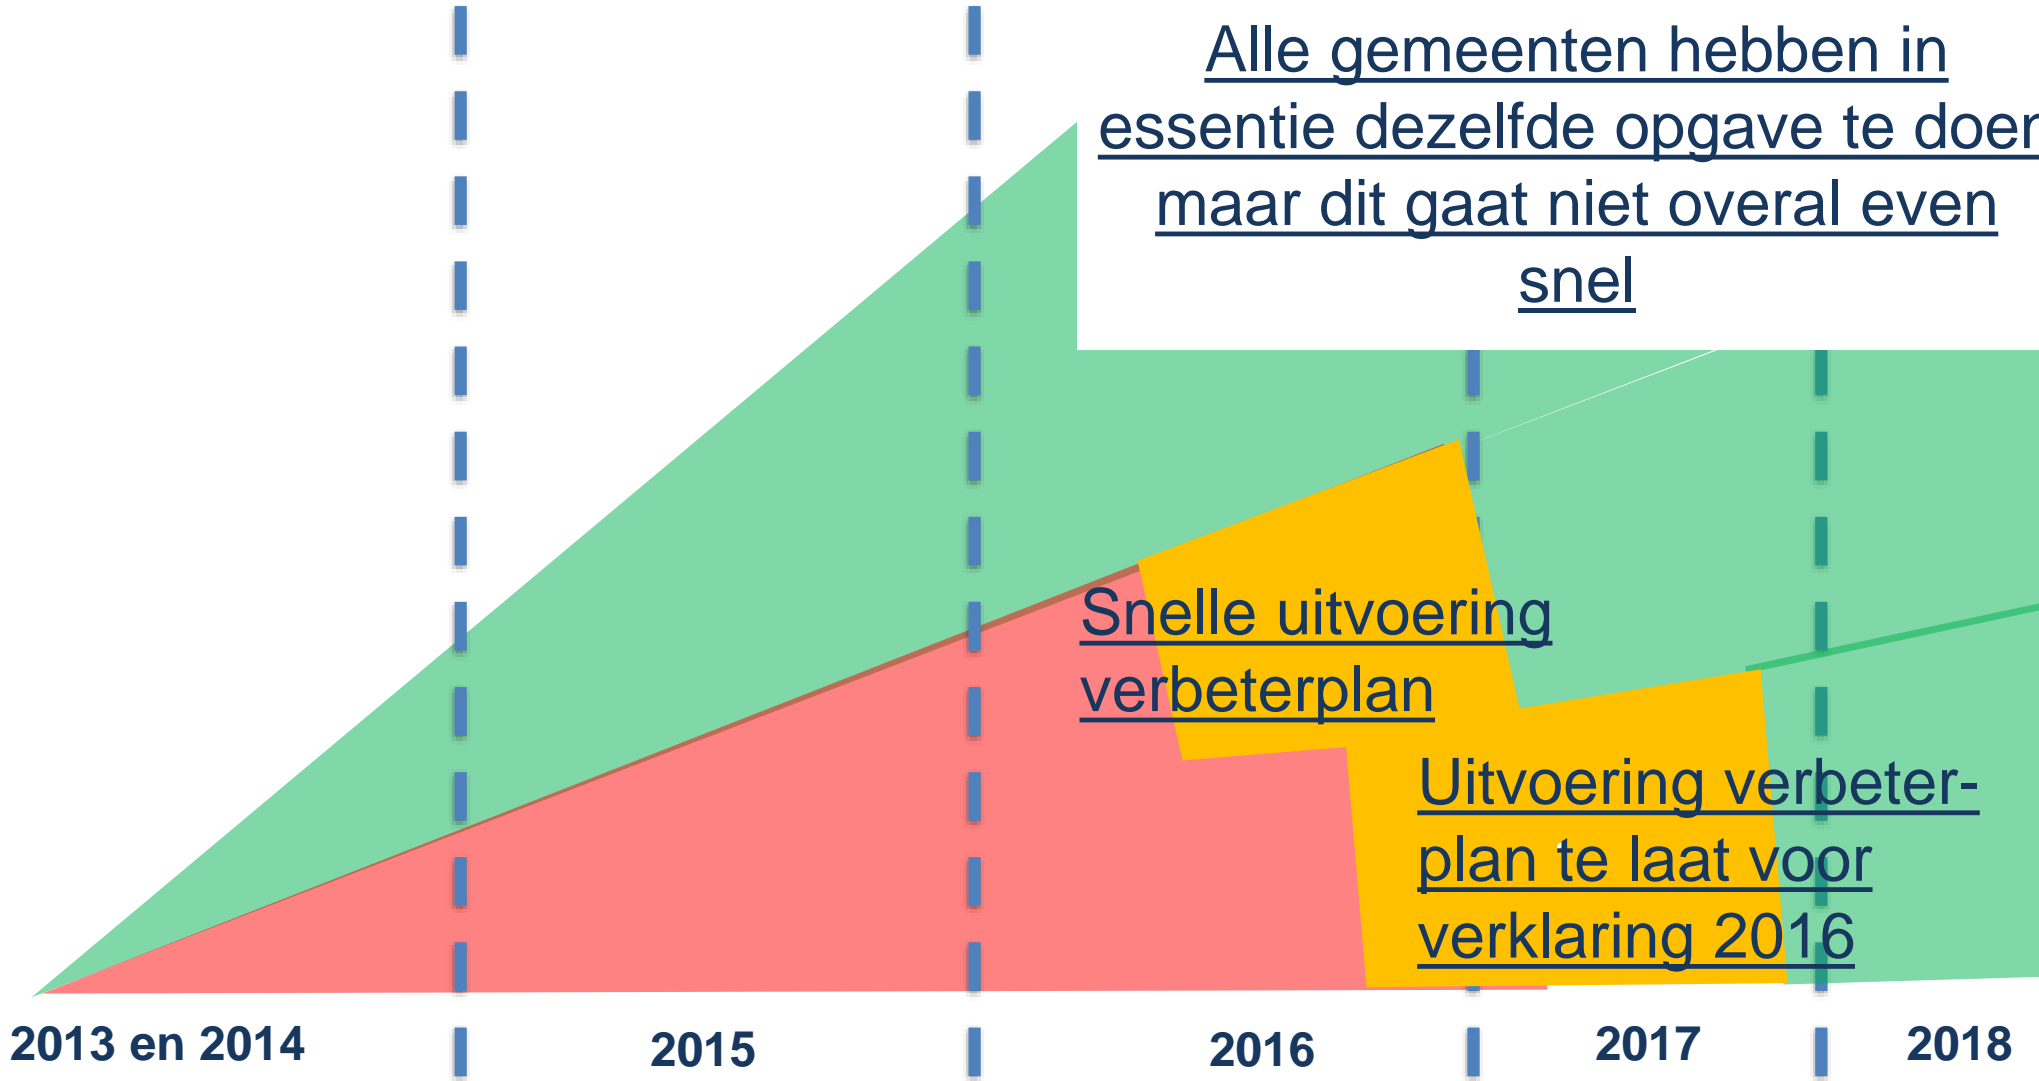 Alle gemeenten hebben in
essentie dezelfde opgave te doen
maar dit gaat niet overal even
snel
Snelle uitvoering
verbeterplan
Uitvoering verbeter-
plan te laat voor
verklaring 2016
2013 en 2014
2015
2016
2017
2018